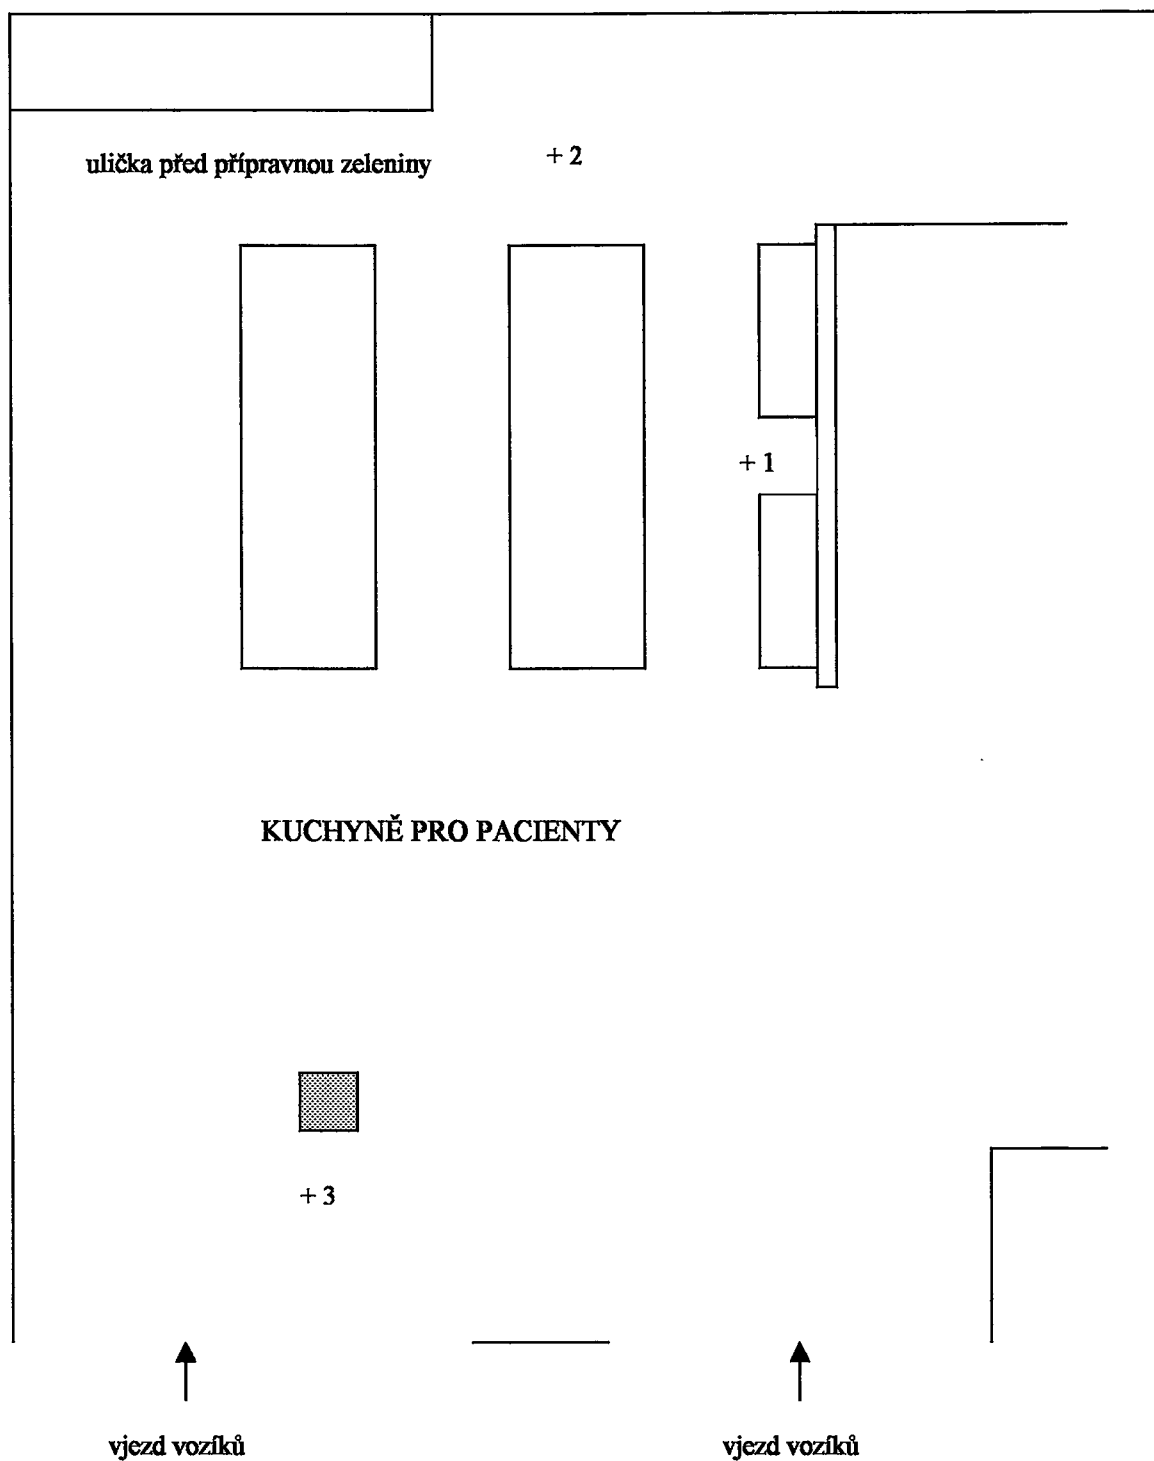 ulička před přípravnou zeleniny
+ 2
+ 1
KUCHYNĚ PRO PACIENTY
+ 3
vjezd vozíků
vjezd vozíků